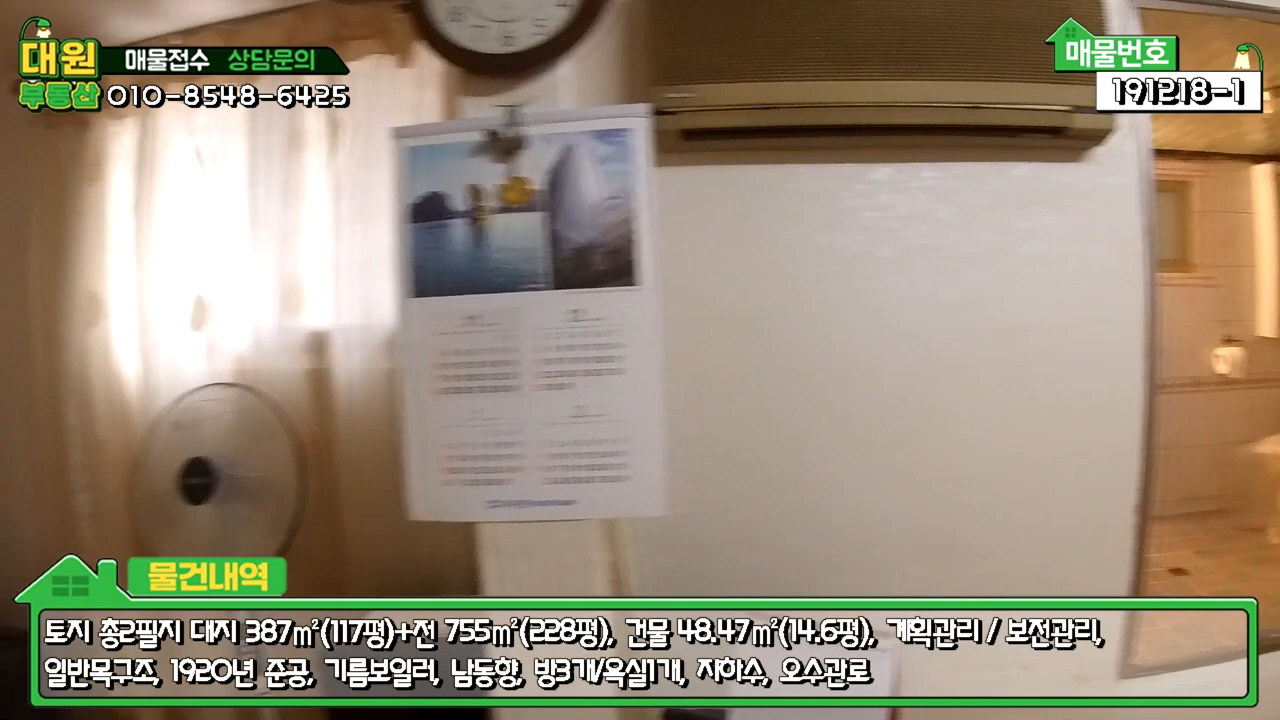 대원 매물접수 상담문의
부동산 010-8548-6425
매물번호
191218-1
물건내역
토지 총2필지 대지 387㎡(117평)+전 755㎡(228평), 건물 48.47㎡(14.6평), 계획관리 / 보전관리,
일반목구조, 1920년 준공, 기름보일러, 남동향, 방3개/욕실1개, 지하수, 오수관로